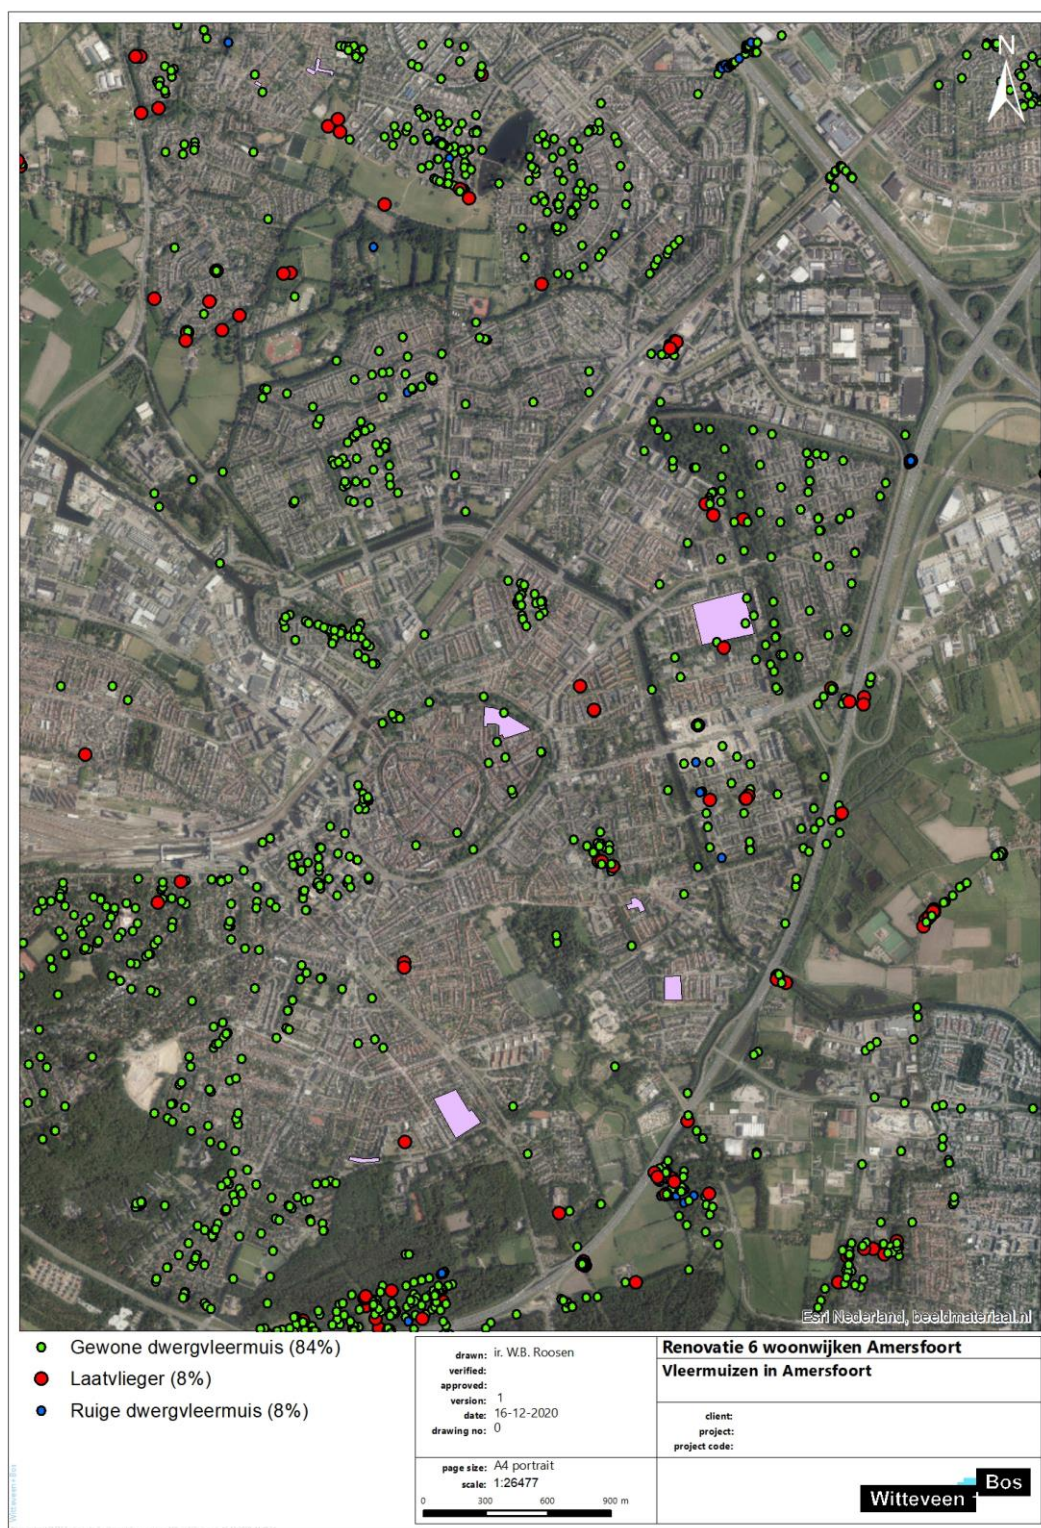 N
Esri Nederland, beeldmateriaal.nl
Gewone dwergvleermuis (84%)
Laatvlieger (8%)
Ruige dwergvleermuis (8%)
drawn: ir. W.B. Roosen
verified:
approved:
version: 1
date: 16-12-2020
drawing no: 0
page size: A4 portrait
scale: 1:26477
0 300 600 900 m
Renovatie 6 woonwijken Amersfoort
Vleermuizen in Amersfoort
client:
project:
project code:
Witteveen + Bos
Witteveen+Bos